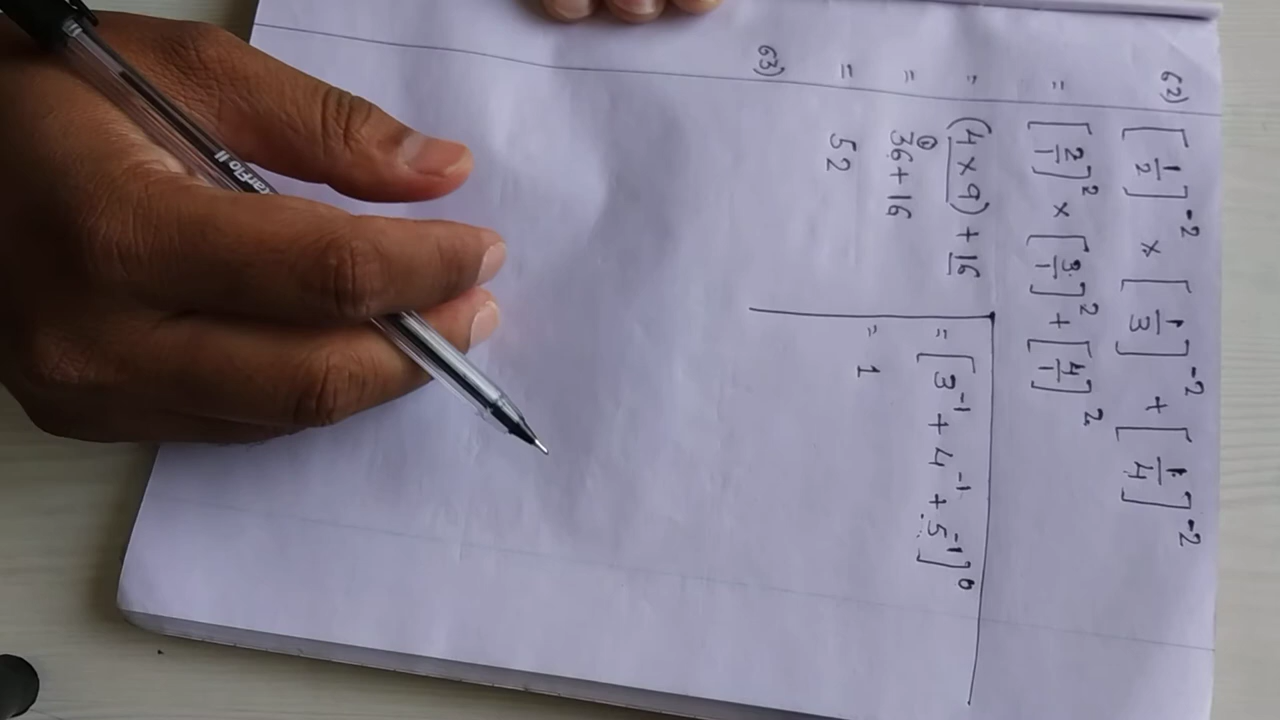 62) [1/2]⁻² × [1/3]⁻² + [1/4]⁻²
= [2/1]² × [3/1]² + [4/1]²
= (4 × 9) + 16
= 36 + 16
= 52
= [3⁻¹ + 4⁻¹ + 5⁻¹]⁰
= 1
63)